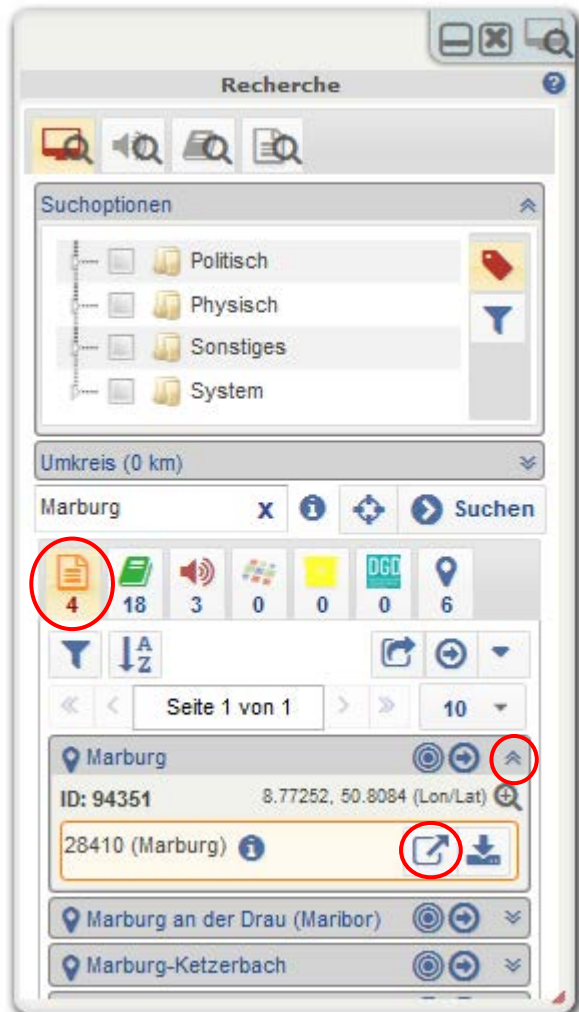 Recherche
Suchoptionen
Politisch
Physisch
Sonstiges
System
Umkreis (0 km)
Marburg x Suchen
DGD
4 18 3 0 0 0 6
A
Z
Seite 1 von 1 10
Marburg
ID: 94351 8.77252, 50.8084 (Lon/Lat)
28410 (Marburg)
Marburg an der Drau (Maribor)
Marburg-Ketzerbach